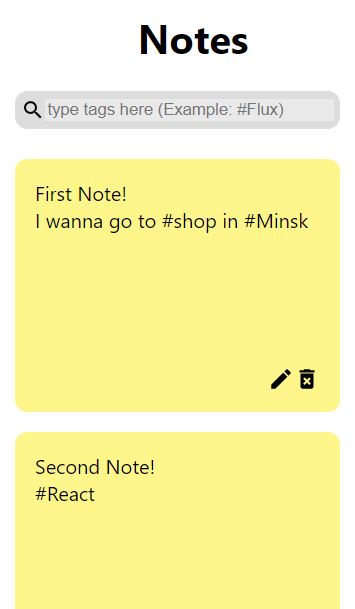 Notes
type tags here (Example: #Flux)
First Note!
I wanna go to #shop in #Minsk
Second Note!
#React